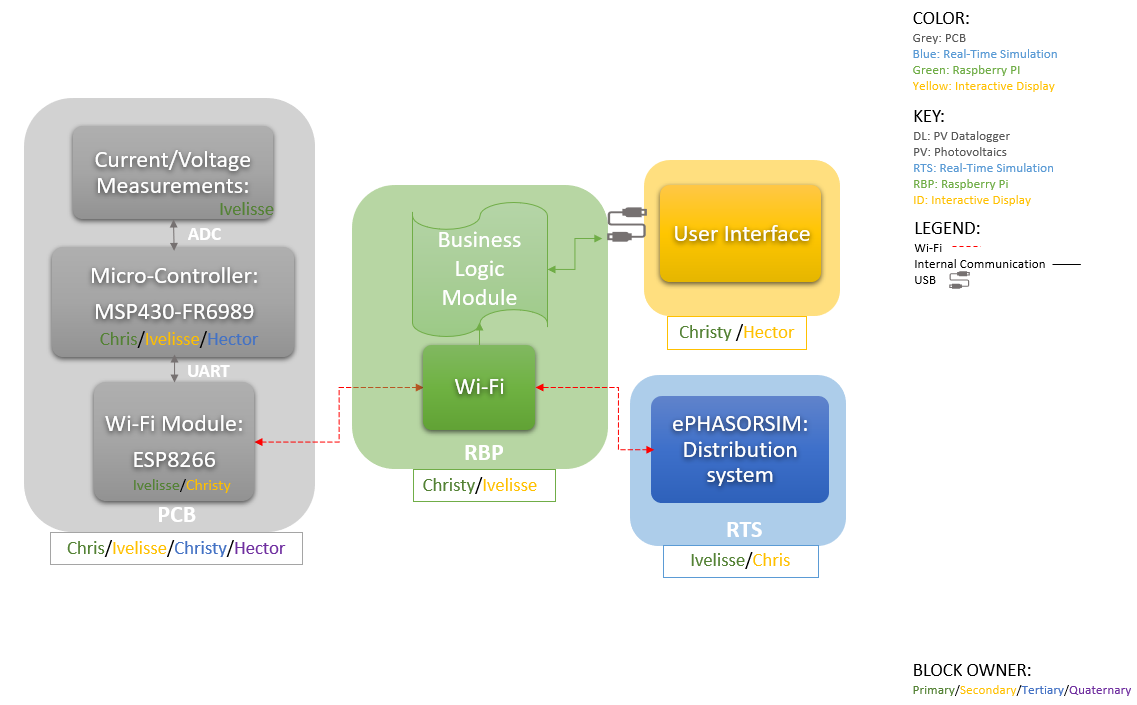 COLOR:
Grey: PCB
Blue: Real-Time Simulation
Green: Raspberry PI
Yellow: Interactive Display
KEY:
DL: PV Datalogger
PV: Photovoltaics
RTS: Real-Time Simulation
RBP: Raspberry Pi
ID: Interactive Display
LEGEND:
Wi-Fi
Internal Communication
USB
Current/Voltage
Measurements:
Ivelisse
ADC
Micro-Controller:
MSP430-FR6989
Chris/Ivelisse/Hector
UART
Wi-Fi Module:
ESP8266
Ivelisse/Christy
PCB
Chris/Ivelisse/Christy/Hector
Business
Logic
Module
Wi-Fi
RBP
Christy/Ivelisse
User Interface
Christy /Hector
ePHASORSIM:
Distribution
system
RTS
Ivelisse/Chris
BLOCK OWNER:
Primary/Secondary/Tertiary/Quaternary